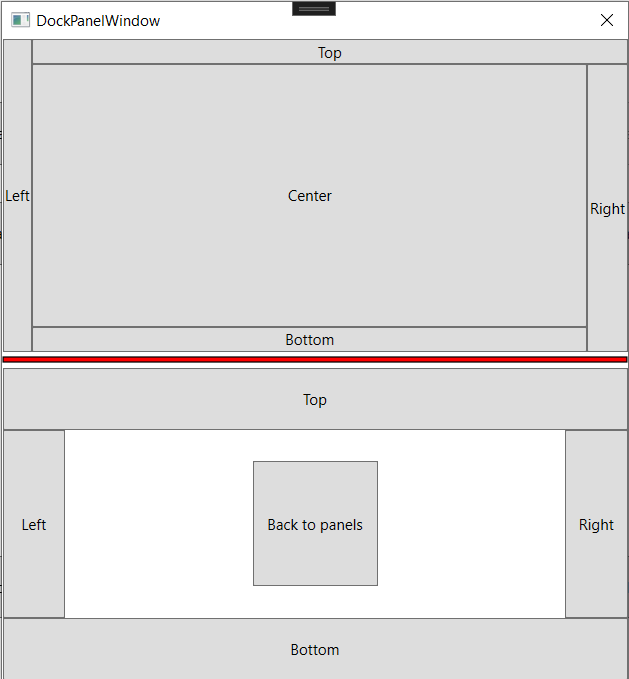 DockPanelWindow
Top
Left
Center
Right
Bottom
Top
Left
Back to panels
Right
Bottom